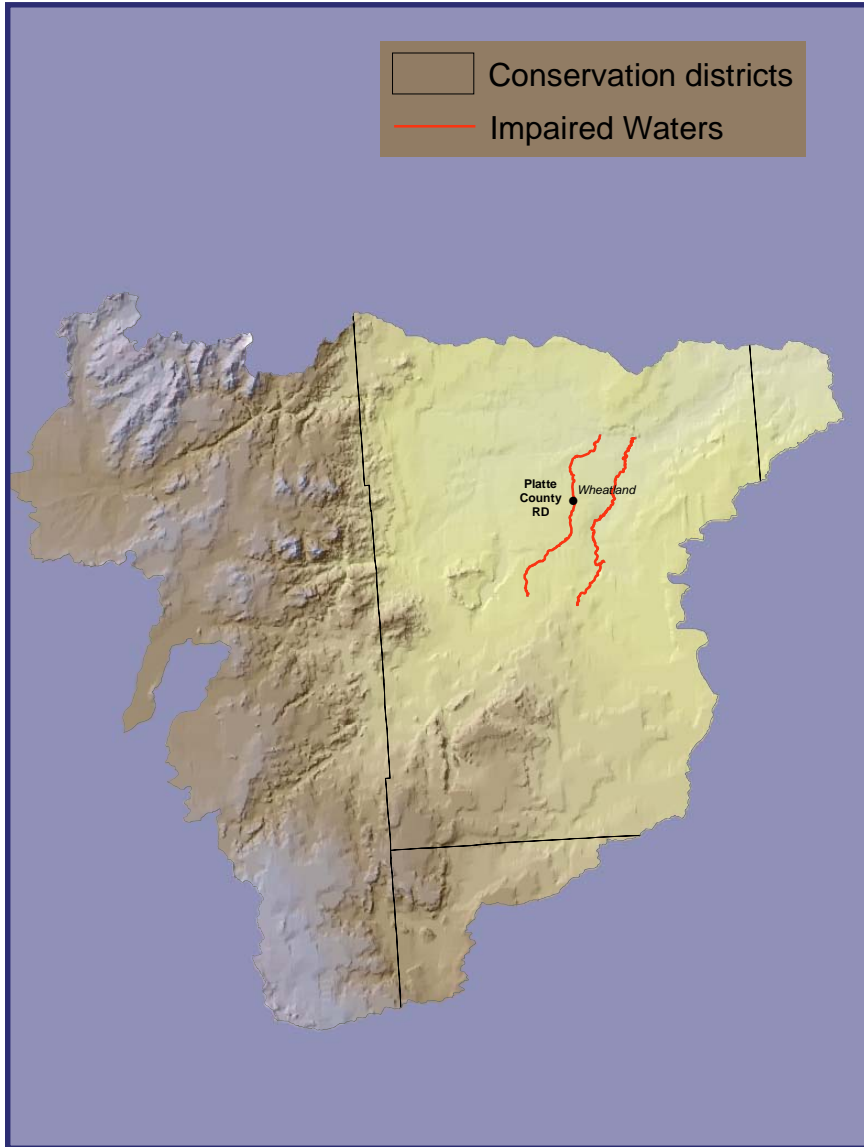 Conservation districts
Impaired Waters
Platte
County
RD
Wheatland